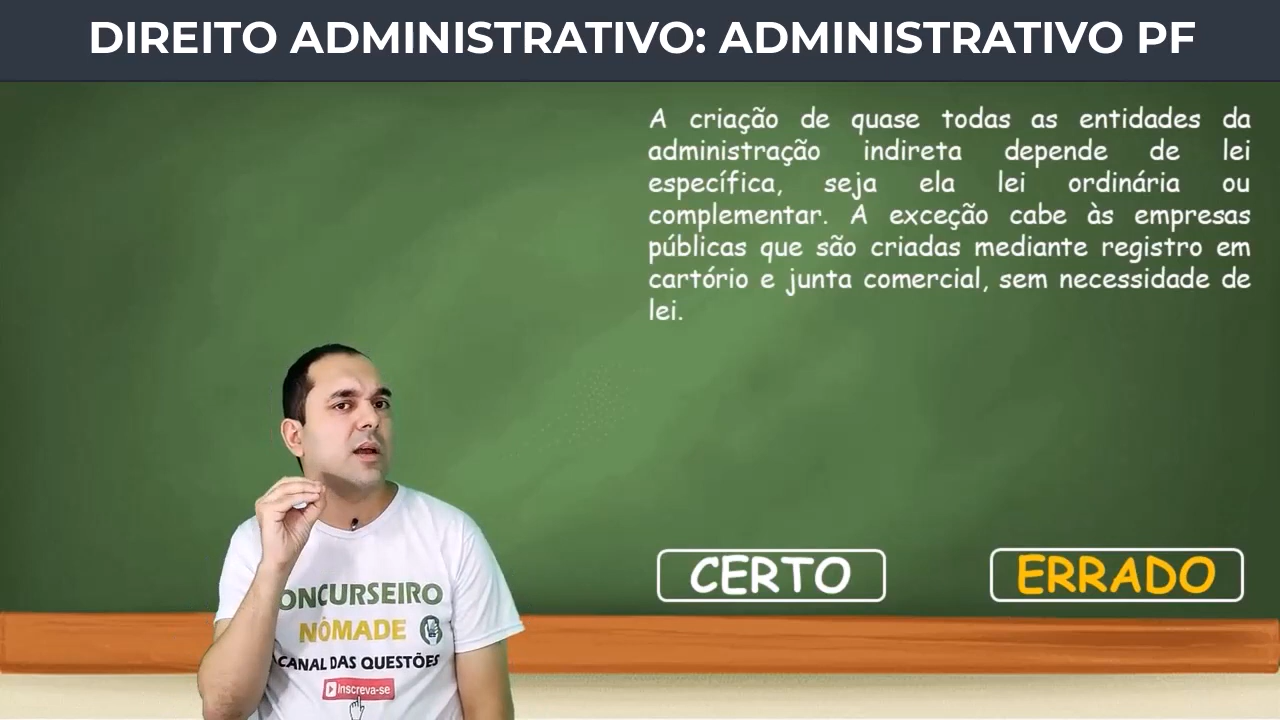 DIREITO ADMINISTRATIVO: ADMINISTRATIVO PF
A criação de quase todas as entidades da
administração indireta depende de lei
específica, seja ela lei ordinária ou
complementar. A exceção cabe às empresas
públicas que são criadas mediante registro em
cartório e junta comercial, sem necessidade de
lei.
CERTO
ERRADO
ONCURSEIRO
NÔMADE
CANAL DAS QUESTÕES
Inscreva-se